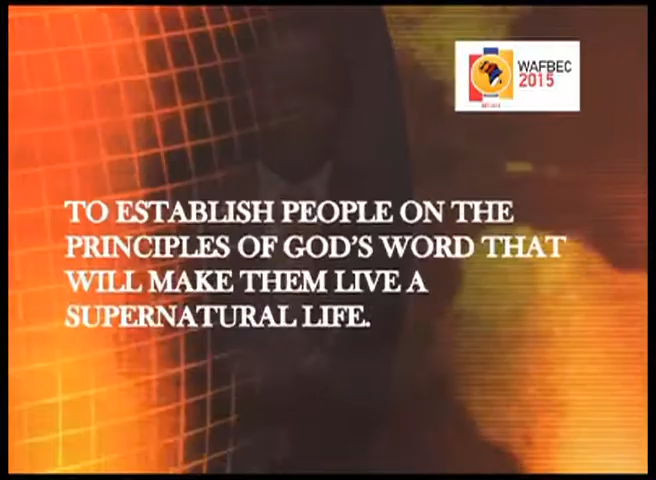 WAFBEC
2015
TO ESTABLISH PEOPLE ON THE
PRINCIPLES OF GOD'S WORD THAT
WILL MAKE THEM LIVE A
SUPERNATURAL LIFE.